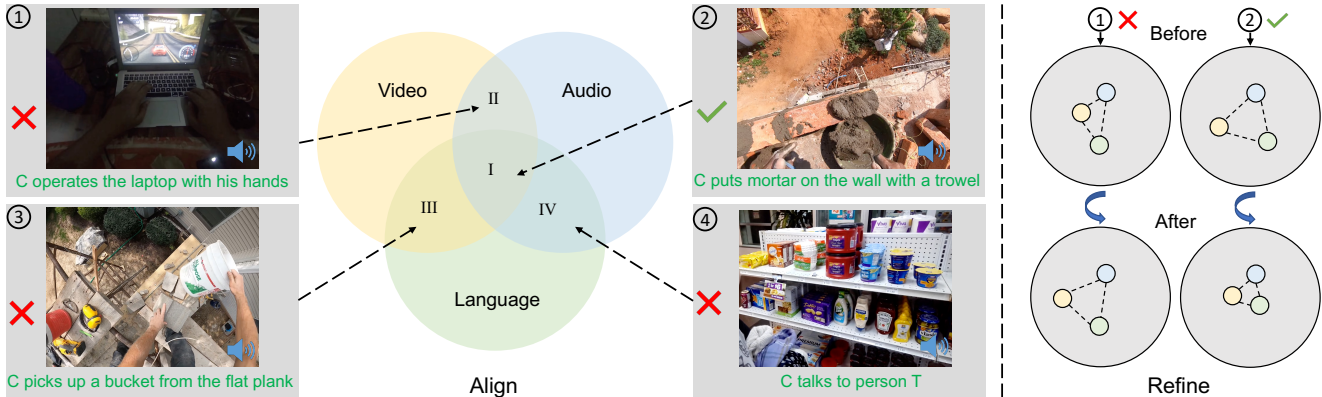 ①
C operates the laptop with his hands
③
C picks up a bucket from the flat plank
Video
Audio
Language
II
I
III
IV
Align
②
C puts mortar on the wall with a trowel
④
C talks to person T
①
②
Before
After
Refine